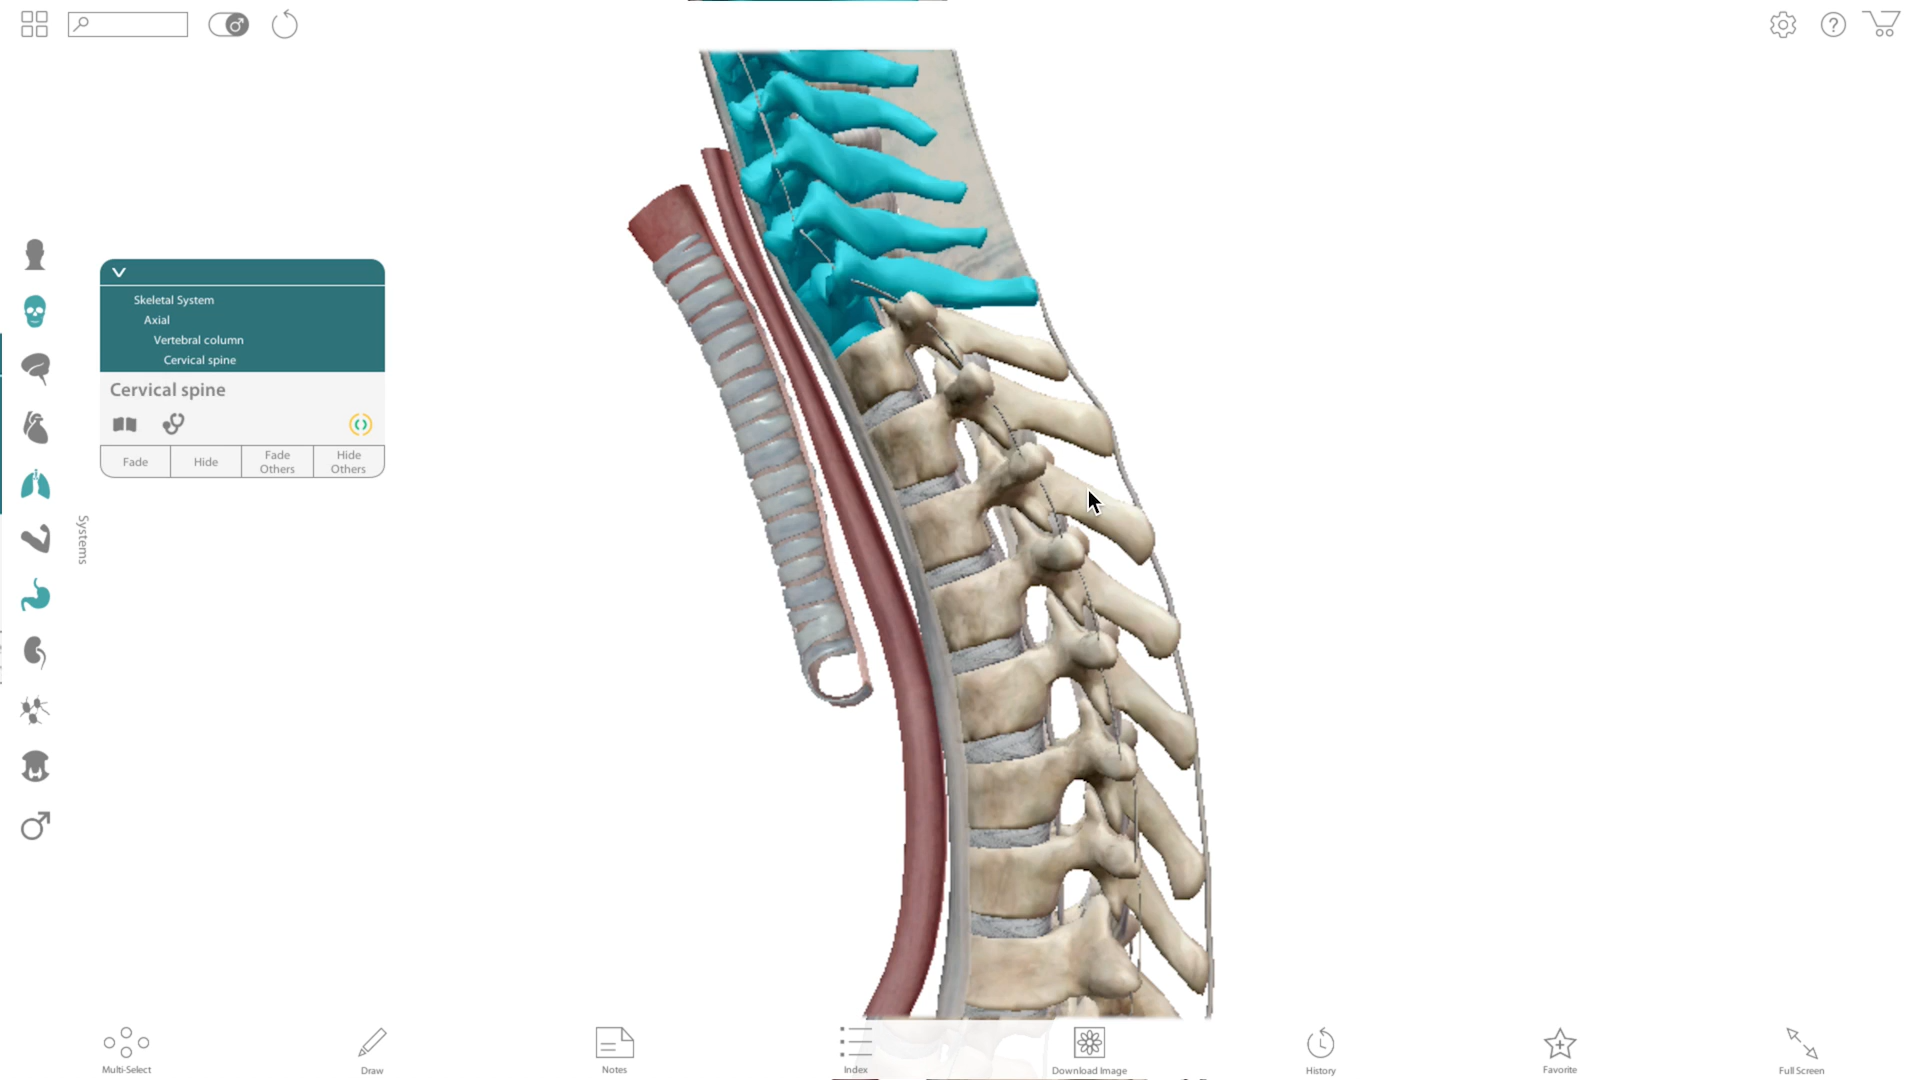 Skeletal System
Axial
Vertebral column
Cervical spine
Cervical spine
Fade
Hide
Fade
Others
Hide
Others
Systems
Multi-Select
Draw
Notes
Index
Download Image
History
Favorite
Full Screen